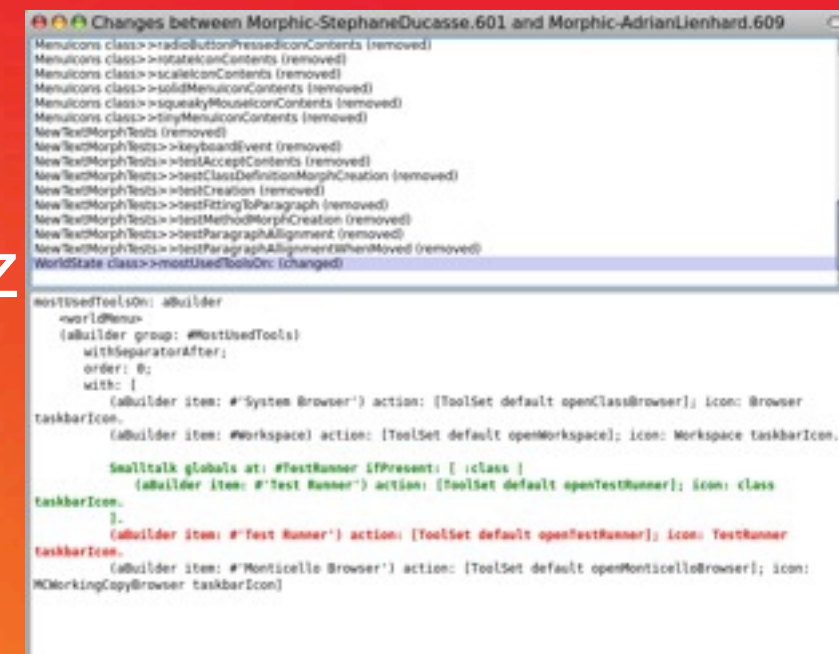 Changes between Morphic-StephaneDucasse.601 and Morphic-AdrianLienhard.609
MenuIcons class>>radioButtonPressedIconContents (removed)
MenuIcons class>>rotateIconContents (removed)
MenuIcons class>>scaleIconContents (removed)
MenuIcons class>>solidMenuIconContents (removed)
MenuIcons class>>squeakyMouseIconContents (removed)
MenuIcons class>>tinyMenuIconContents (removed)
NewTextMorphTests (removed)
NewTextMorphTests>>keyboardEvent (removed)
NewTextMorphTests>>testAcceptContents (removed)
NewTextMorphTests>>testClassDefinitionMorphCreation (removed)
NewTextMorphTests>>testCreation (removed)
NewTextMorphTests>>testFittingToParagraph (removed)
NewTextMorphTests>>testMethodMorphCreation (removed)
NewTextMorphTests>>testParagraphAllignment (removed)
NewTextMorphTests>>testParagraphAllignmentWhenMoved (removed)
WorldState class>>mostUsedToolsOn: (changed)
z
mostUsedToolsOn: aBuilder
<worldMenu>
(aBuilder group: #MostUsedTools)
withSeparatorAfter;
order: 0;
with: [
(aBuilder item: #'System Browser') action: [ToolSet default openClassBrowser]; icon: Browser
taskbarIcon.
(aBuilder item: #Workspace) action: [ToolSet default openWorkspace]; icon: Workspace taskbarIcon.
Smalltalk globals at: #TestRunner ifPresent: [ :class |
(aBuilder item: #'Test Runner') action: [ToolSet default openTestRunner]; icon: class
taskbarIcon.
].
(aBuilder item: #'Test Runner') action: [ToolSet default openTestRunner]; icon: TestRunner
taskbarIcon.
(aBuilder item: #'Monticello Browser') action: [ToolSet default openMonticelloBrowser]; icon:
MCWorkingCopyBrowser taskbarIcon]